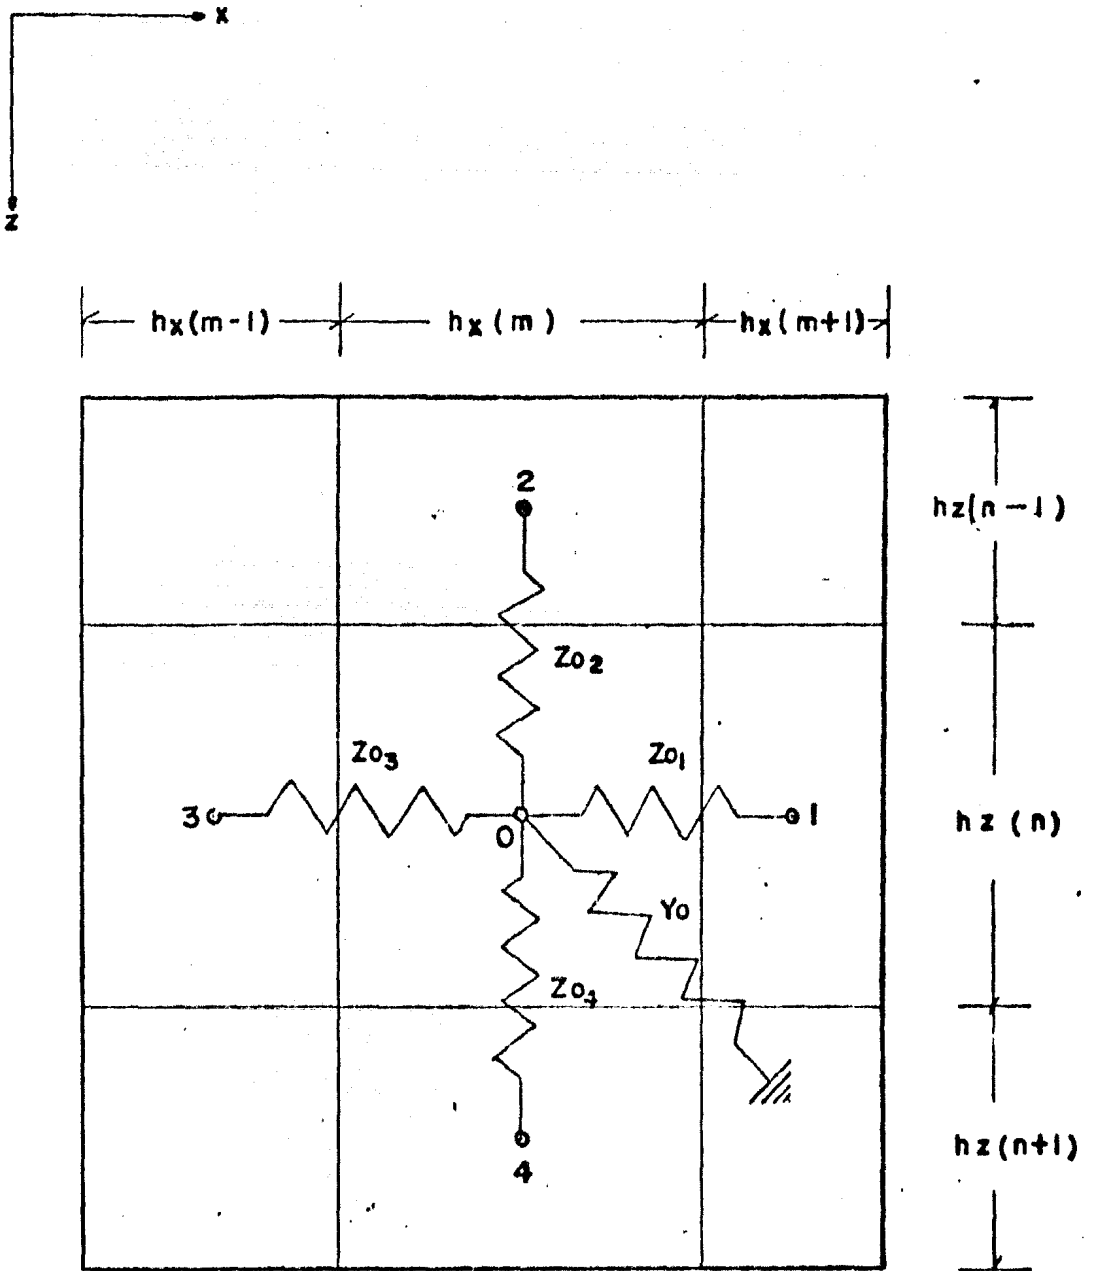 x
z
hx(m-1)
hx(m)
hx(m+1)
2
hz(n-1)
Zo2
Zo3
Zo1
3
0
1
hz(n)
Yo
Zo4
4
hz(n+1)